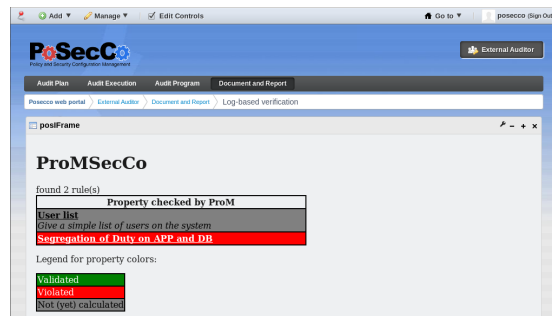 Add Manage Edit Controls Go to posecco (Sign Out
PoSecCo
Policy and Security Configuration Management
External Auditor
Audit Plan Audit Execution Audit Program Document and Report
Posecco web portal External Auditor Document and Report Log-based verification
posIFrame
ProMSecCo
found 2 rule(s)
Property checked by ProM
User list
Give a simple list of users on the system
Segregation of Duty on APP and DB
Legend for property colors:
Validated
Violated
Not (yet) calculated